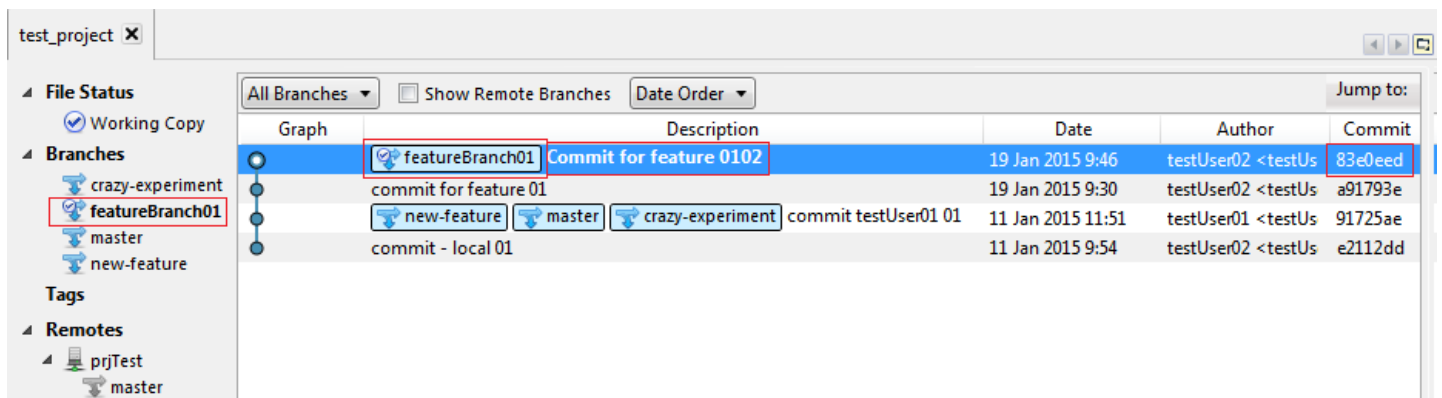 test_project
File Status
Working Copy
Branches
crazy-experiment
featureBranch01
master
new-feature
Tags
Remotes
prjTest
master
All Branches Show Remote Branches Date Order Jump to:
Graph Description Date Author Commit
featureBranch01 Commit for feature 0102 19 Jan 2015 9:46 testUser02 <testUs 83e0eed
commit for feature 01 19 Jan 2015 9:30 testUser02 <testUs a91793e
new-feature master crazy-experiment commit testUser01 01 11 Jan 2015 11:51 testUser01 <testUs 91725ae
commit - local 01 11 Jan 2015 9:54 testUser02 <testUs e2112dd